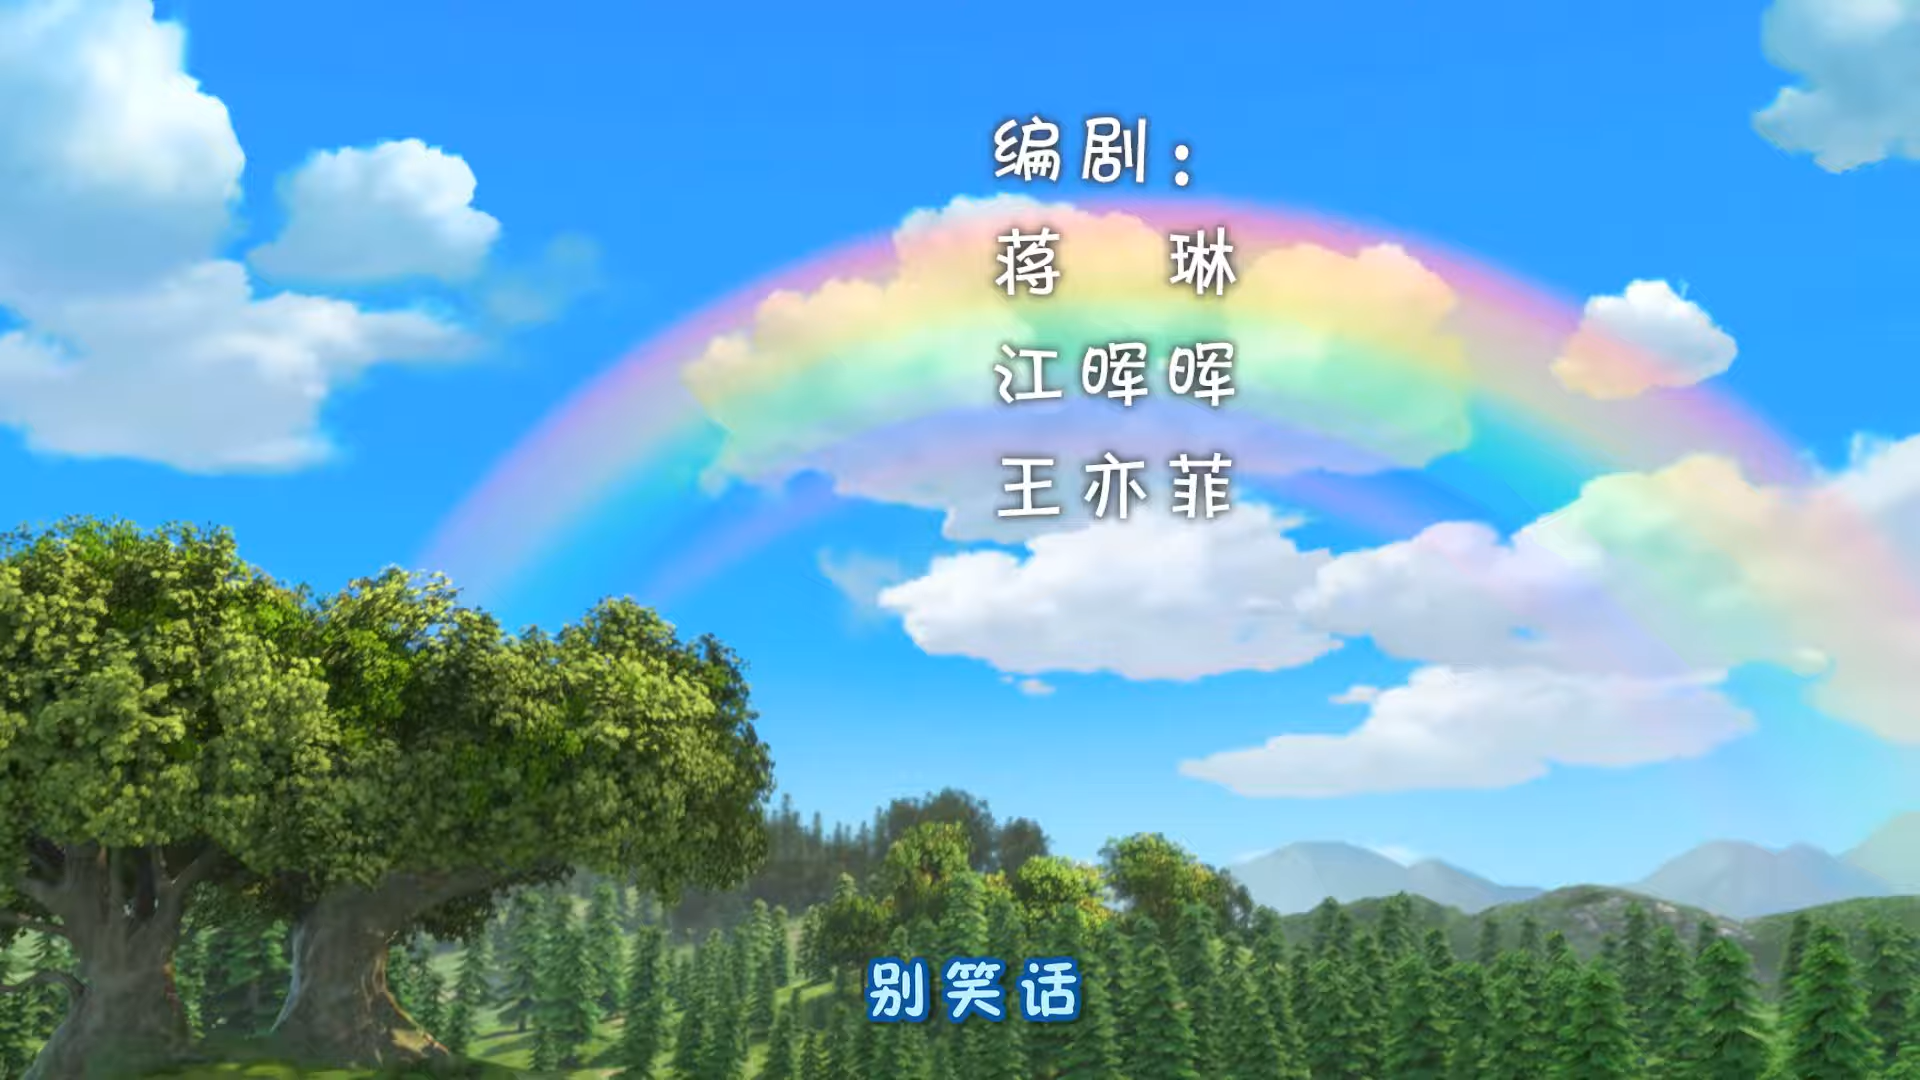 编剧：
蒋 琳
江晖晖
王亦菲
别笑话